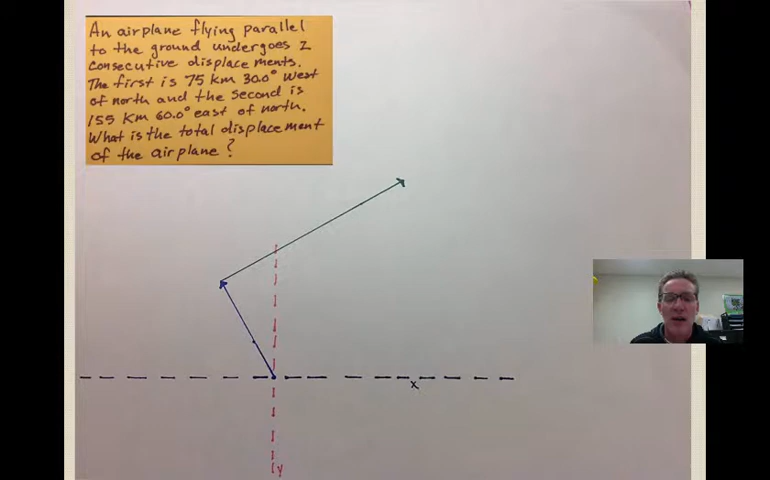 An airplane flying parallel
to the ground undergoes 2
consecutive displacements.
The first is 75 km 30.0° west
of north and the second is
155 km 60.0° east of north.
What is the total displacement
of the airplane?
x
y